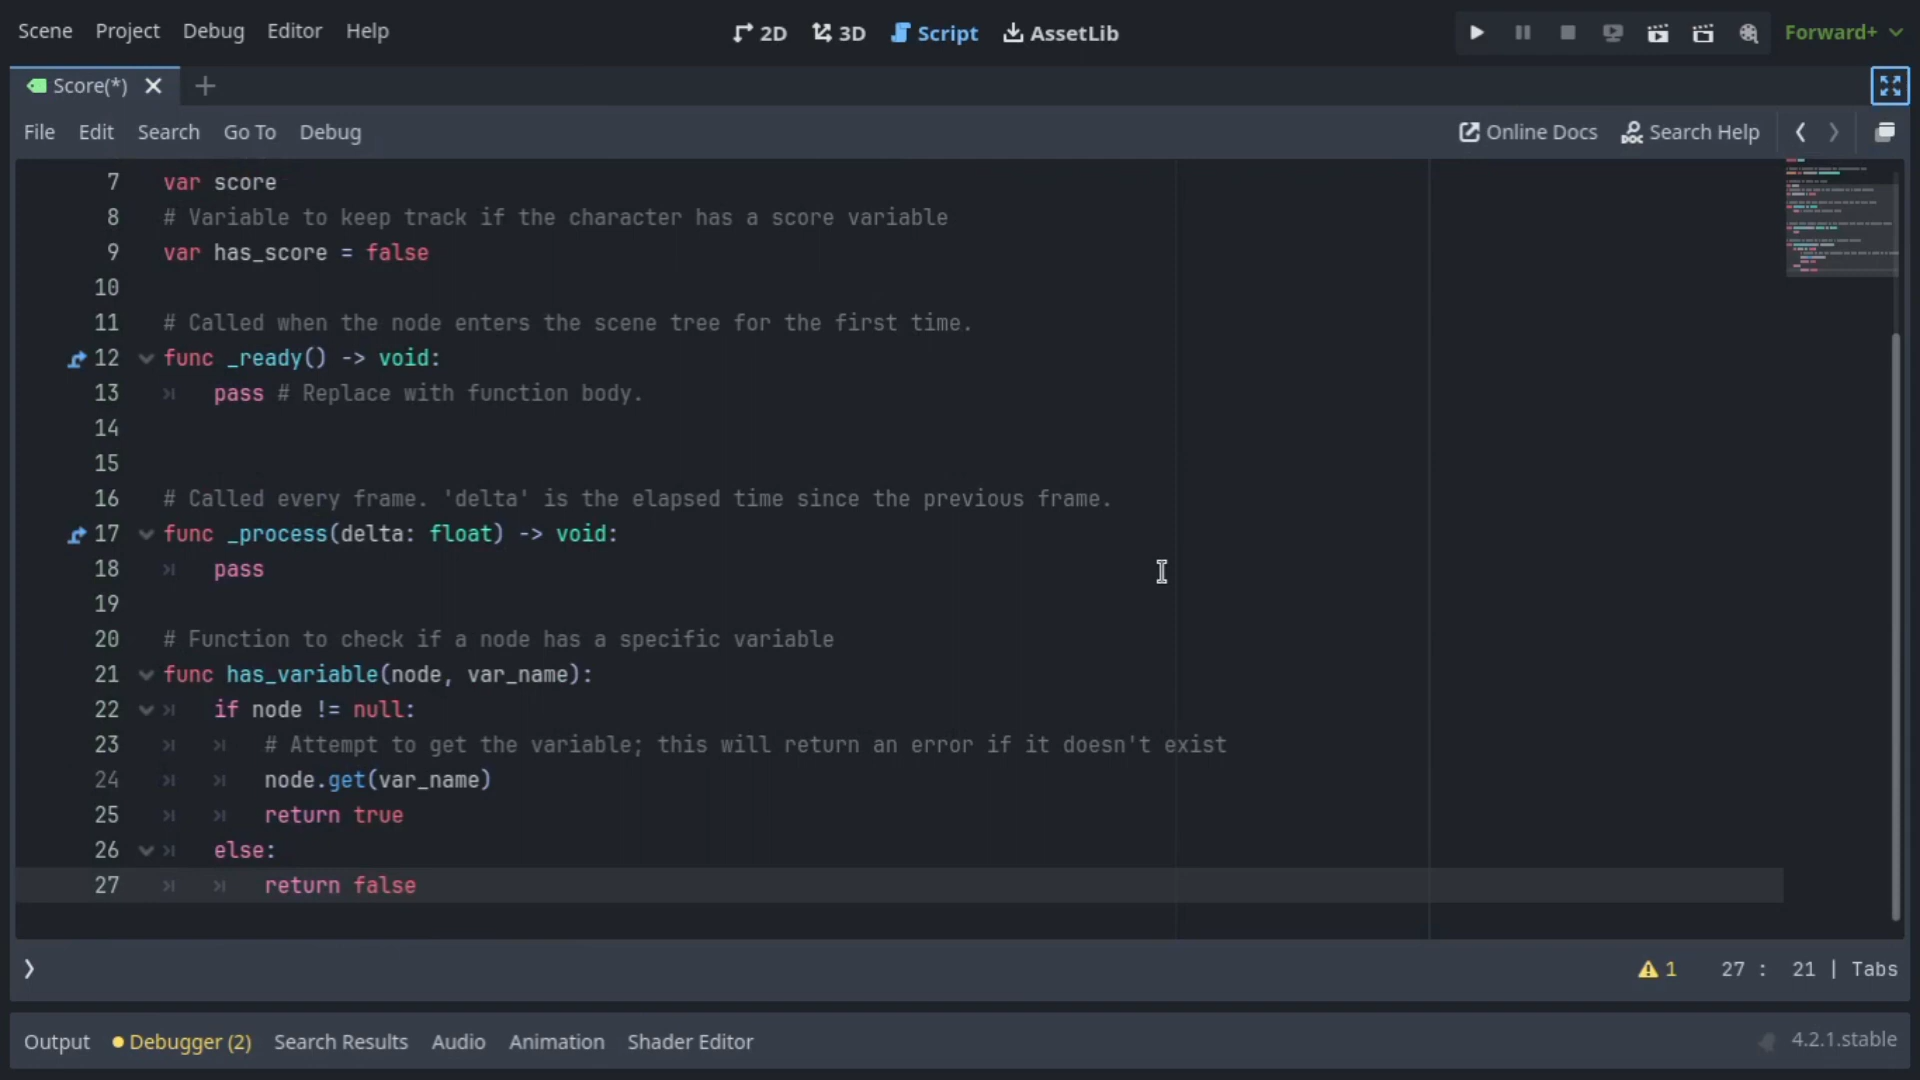 Scene Project Debug Editor Help 2D 3D Script AssetLib Forward+
Score(*)
File Edit Search Go To Debug Online Docs Search Help
7 var score
8 # Variable to keep track if the character has a score variable
9 var has_score = false
10
11 # Called when the node enters the scene tree for the first time.
12 func _ready() -> void:
13 pass # Replace with function body.
14
15
16 # Called every frame. 'delta' is the elapsed time since the previous frame.
17 func _process(delta: float) -> void:
18 pass
19
20 # Function to check if a node has a specific variable
21 func has_variable(node, var_name):
22 if node != null:
23 # Attempt to get the variable; this will return an error if it doesn't exist
24 node.get(var_name)
25 return true
26 else:
27 return false
1 27 : 21 | Tabs
Output Debugger (2) Search Results Audio Animation Shader Editor 4.2.1.stable